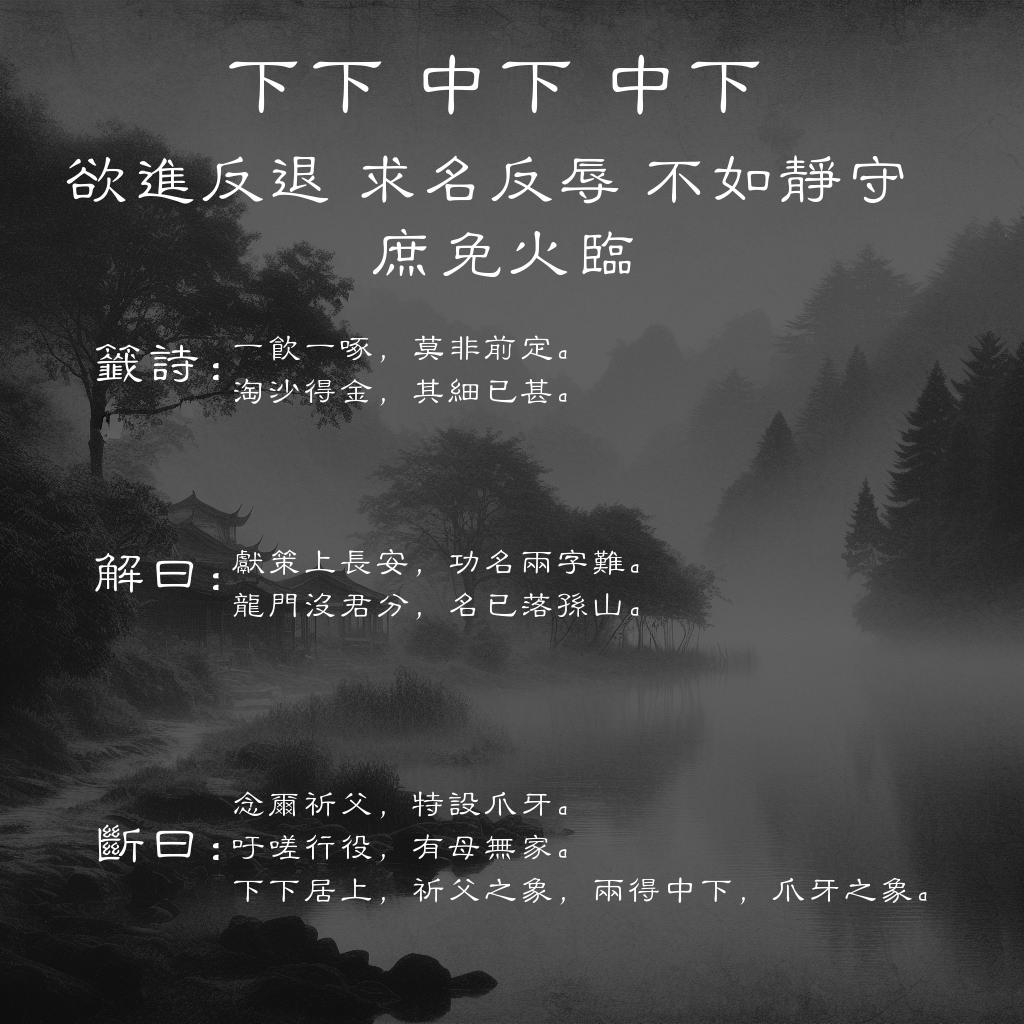 下下 中下 中下
欲進反退 求名反辱 不如靜守
庶免火臨
籤詩:
一飲一啄，莫非前定。
淘沙得金，其細已甚。
解曰:
獻策上長安，功名兩字難。
龍門沒君分，名已落孫山。
斷曰:
念爾祈父，特設爪牙。
吁嗟行役，有母無家。
下下居上，祈父之象，兩得中下，爪牙之象。